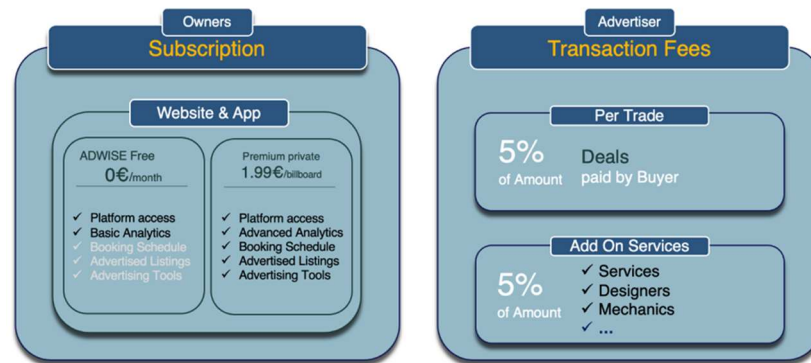 Owners
Subscription
Website & App
ADWISE Free
0€/month
✓ Platform access
✓ Basic Analytics
✓ Booking Schedule
✓ Advertised Listings
✓ Advertising Tools
Premium private
1.99€/billboard
✓ Platform access
✓ Advanced Analytics
✓ Booking Schedule
✓ Advertised Listings
✓ Advertising Tools
Advertiser
Transaction Fees
Per Trade
5%
of Amount
Deals
paid by Buyer
Add On Services
5%
of Amount
✓ Services
✓ Designers
✓ Mechanics
✓ ...